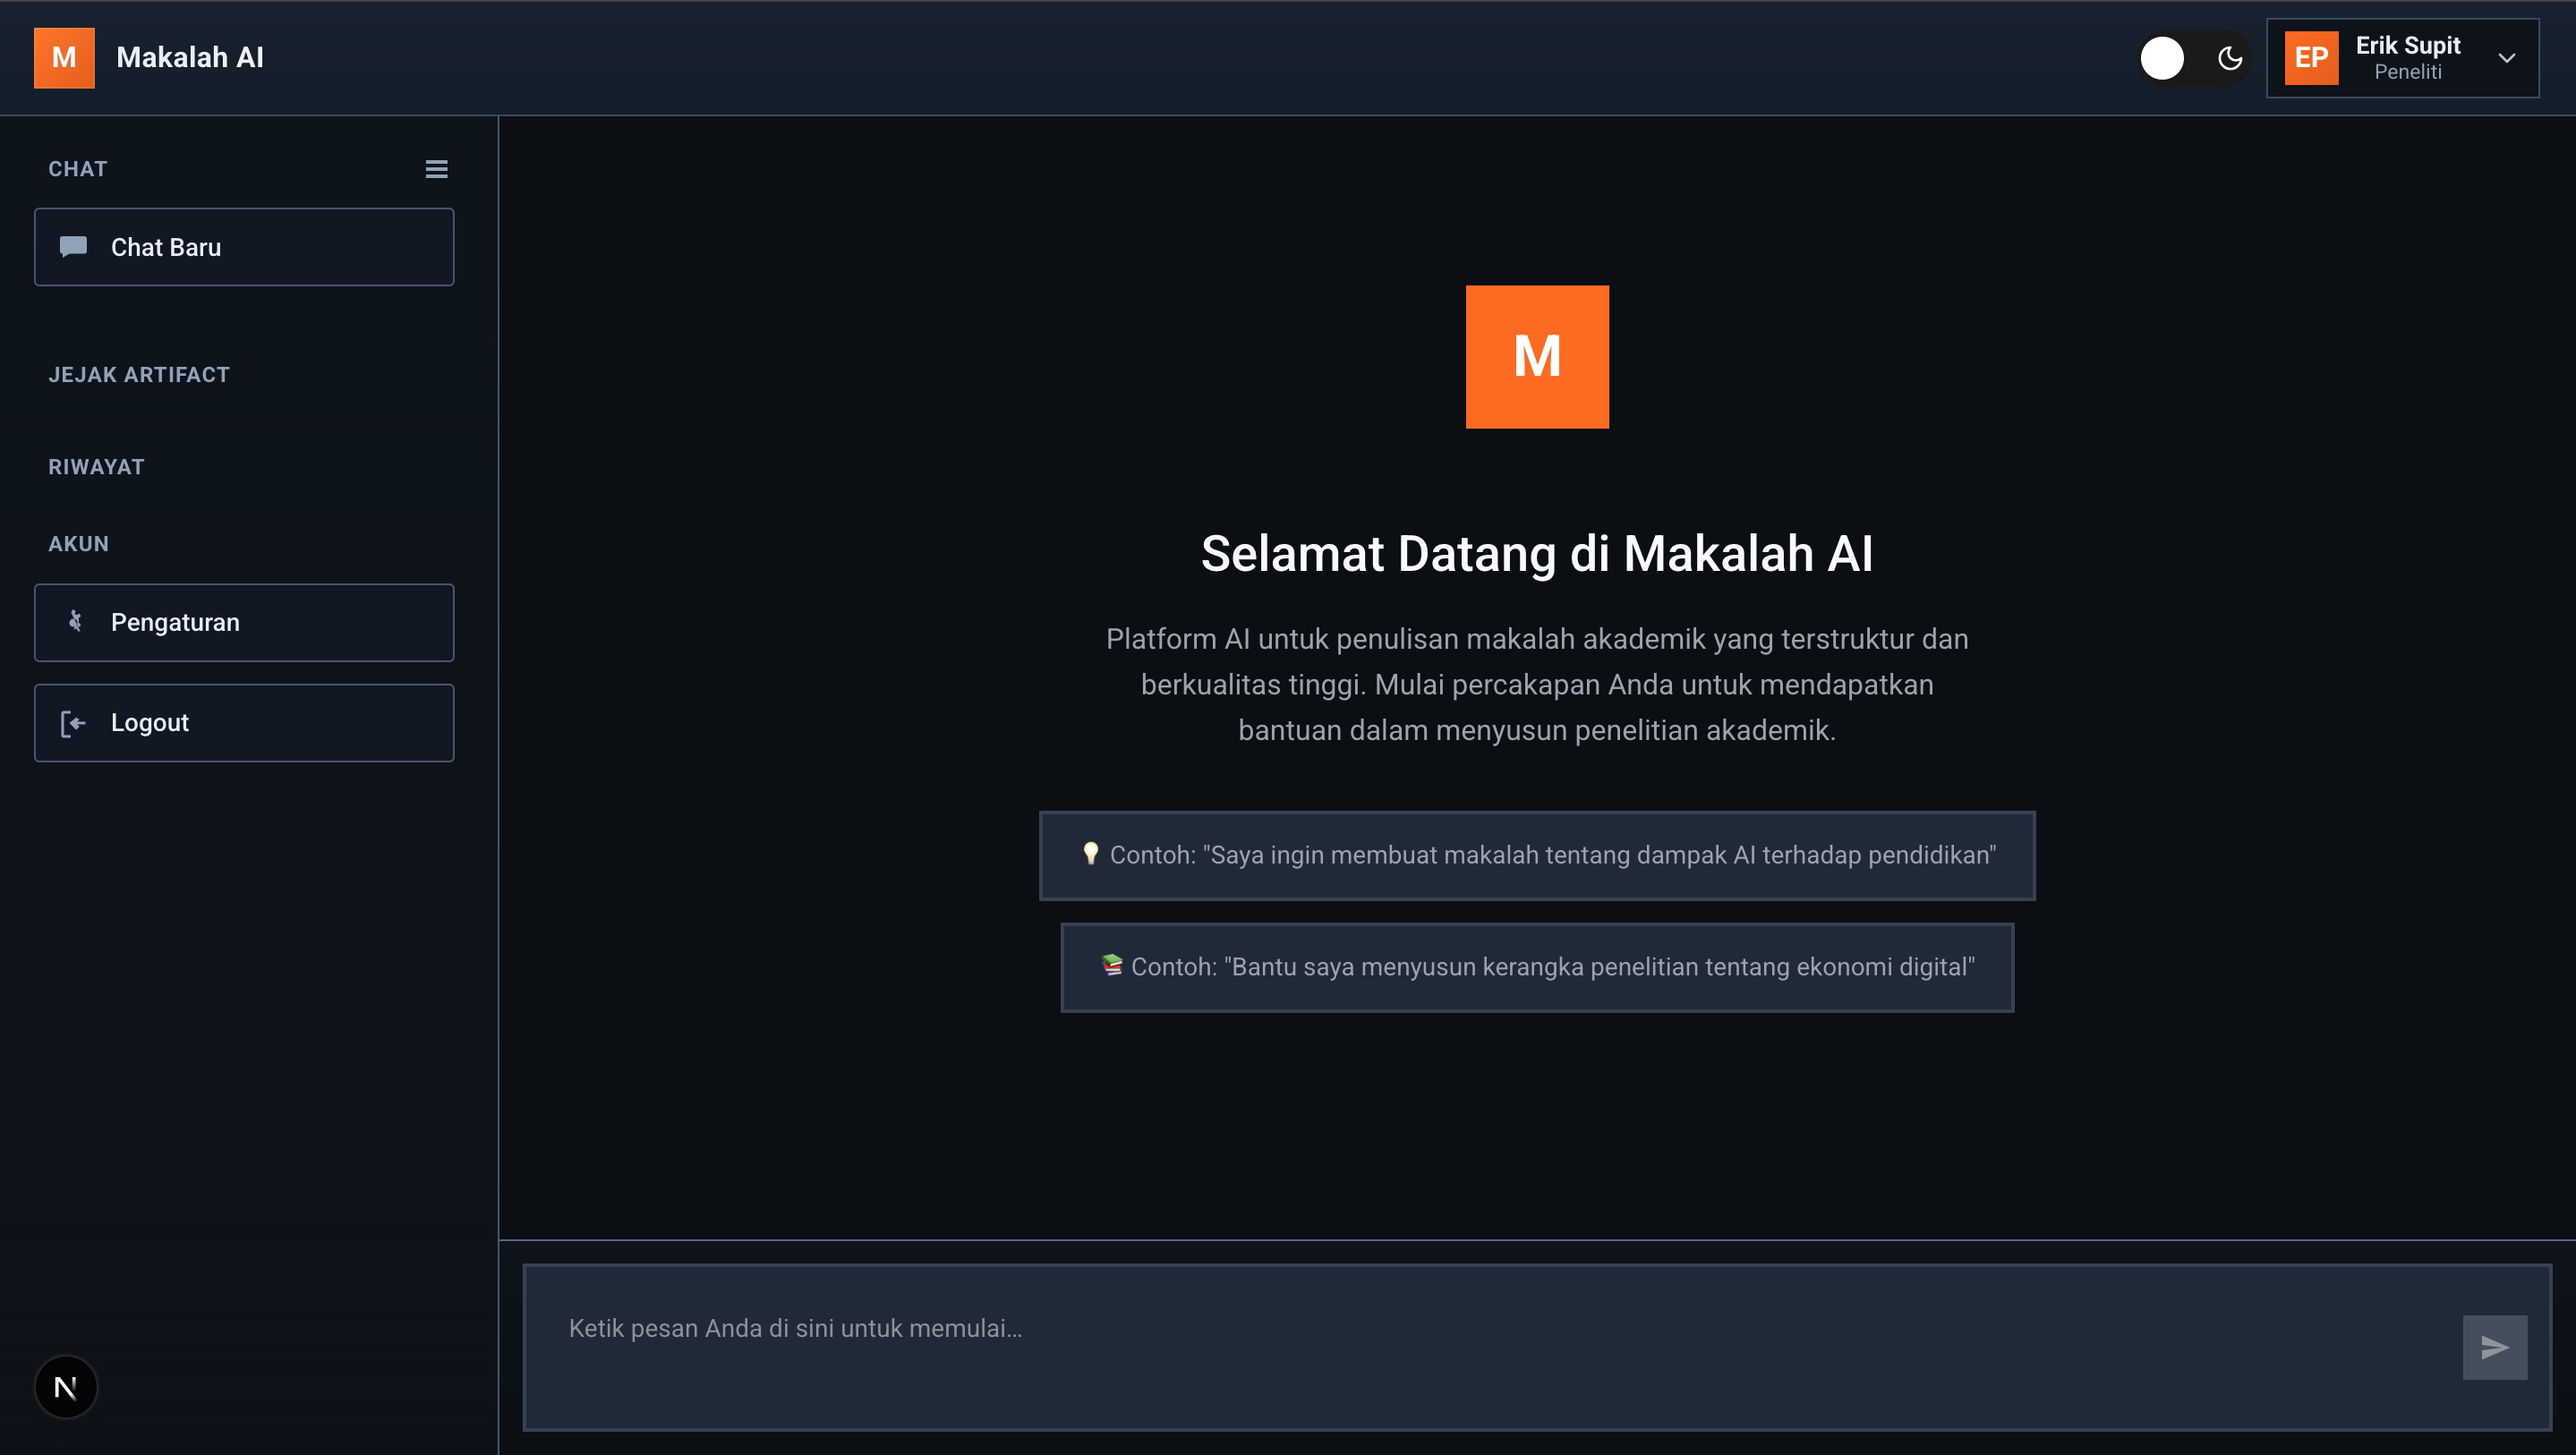 M
Makalah AI
EP
Erik Supit
Peneliti
CHAT
Chat Baru
JEJAK ARTIFACT
RIWAYAT
AKUN
Pengaturan
Logout
N
M
Selamat Datang di Makalah AI
Platform AI untuk penulisan makalah akademik yang terstruktur dan
berkualitas tinggi. Mulai percakapan Anda untuk mendapatkan
bantuan dalam menyusun penelitian akademik.
Contoh: "Saya ingin membuat makalah tentang dampak AI terhadap pendidikan"
Contoh: "Bantu saya menyusun kerangka penelitian tentang ekonomi digital"
Ketik pesan Anda di sini untuk memulai...